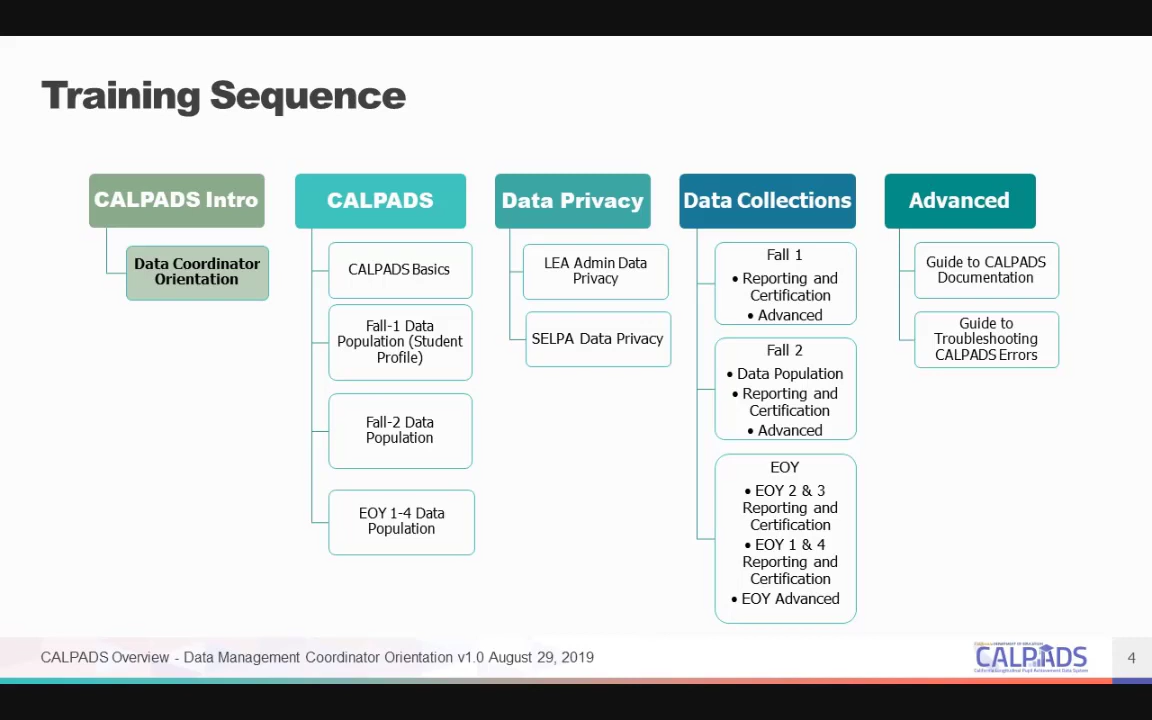 Training Sequence
CALPADS Intro
Data Coordinator
Orientation
CALPADS
CALPADS Basics
Fall-1 Data
Population (Student
Profile)
Fall-2 Data
Population
EOY 1-4 Data
Population
Data Privacy
LEA Admin Data
Privacy
SELPA Data Privacy
Data Collections
Fall 1
• Reporting and
Certification
• Advanced
Fall 2
• Data Population
• Reporting and
Certification
• Advanced
EOY
• EOY 2 & 3
Reporting and
Certification
• EOY 1 & 4
Reporting and
Certification
• EOY Advanced
Advanced
Guide to CALPADS
Documentation
Guide to
Troubleshooting
CALPADS Errors
CALPADS Overview - Data Management Coordinator Orientation v1.0 August 29, 2019
CALPADS
4